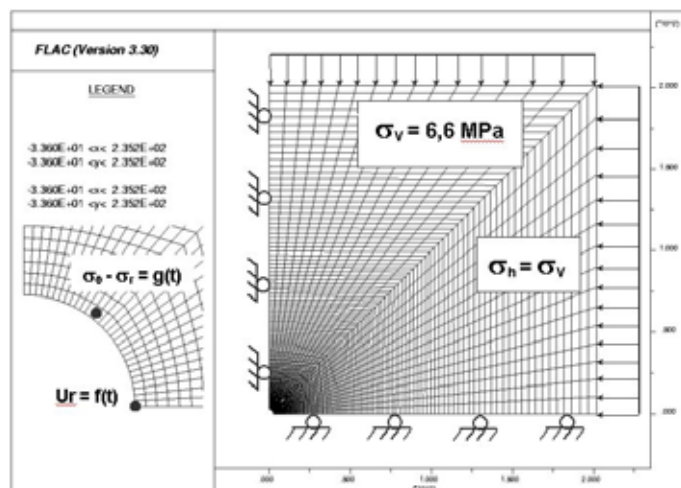 FLAC (Version 3.30)
LEGEND
-3.360E+01 <x< 2.352E+02
-3.360E+01 <y< 2.352E+02
-3.360E+01 <x< 2.352E+02
-3.360E+01 <y< 2.352E+02
σθ - σr = g(t)
Ur = f(t)
σv = 6,6 MPa
σh = σv
2.000
1.500
1.000
.500
.000
.000 .500 1.000 1.500 2.000